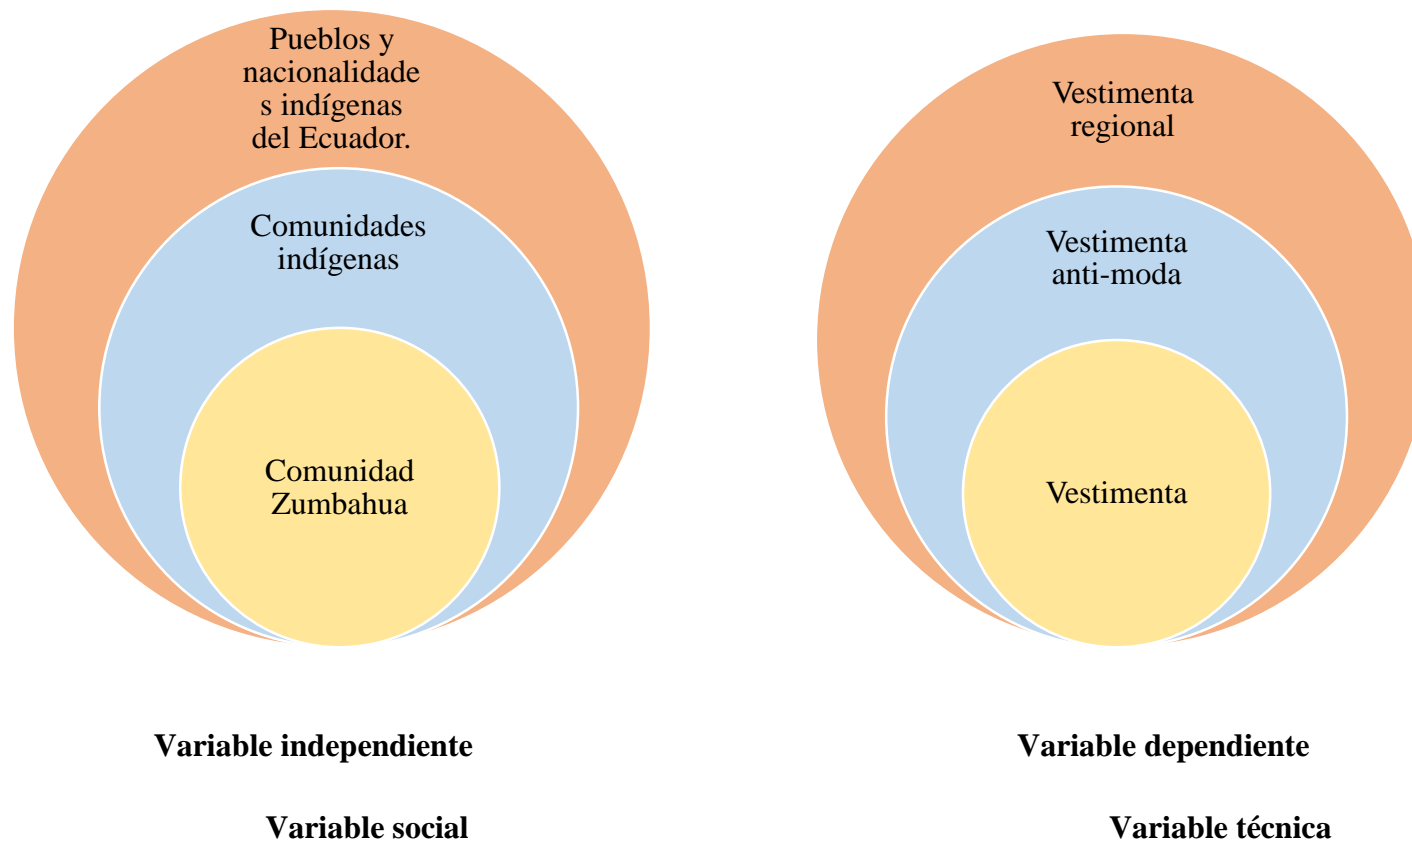 Pueblos y
nacionalidade
s indígenas
del Ecuador.
Comunidades
indígenas
Comunidad
Zumbahua
Vestimenta
regional
Vestimenta
anti-moda
Vestimenta
Variable independiente
Variable dependiente
Variable social
Variable técnica